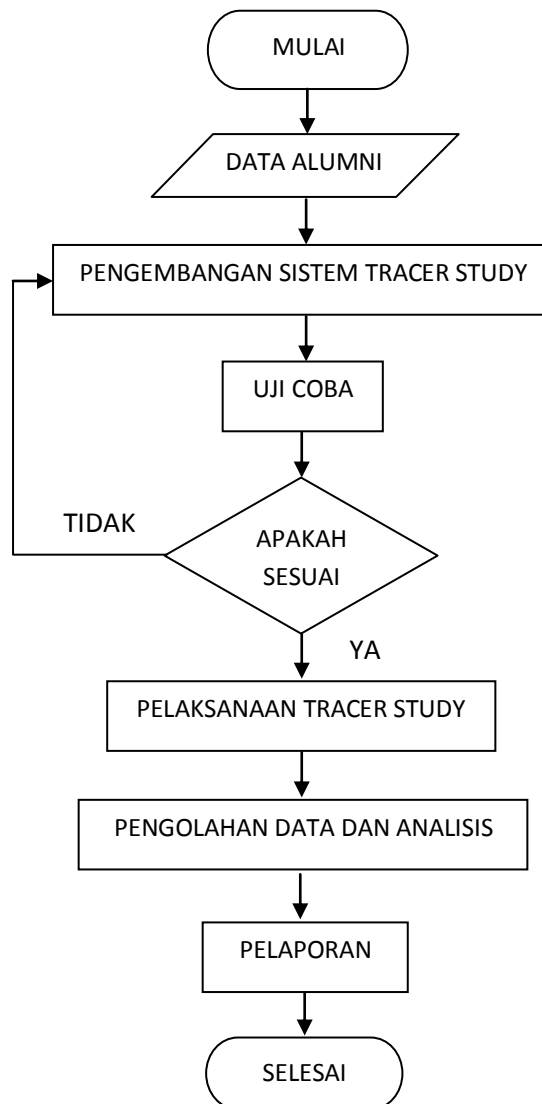 MULAI
DATA ALUMNI
PENGEMBANGAN SISTEM TRACER STUDY
UJI COBA
TIDAK
APAKAH
SESUAI
YA
PELAKSANAAN TRACER STUDY
PENGOLAHAN DATA DAN ANALISIS
PELAPORAN
SELESAI